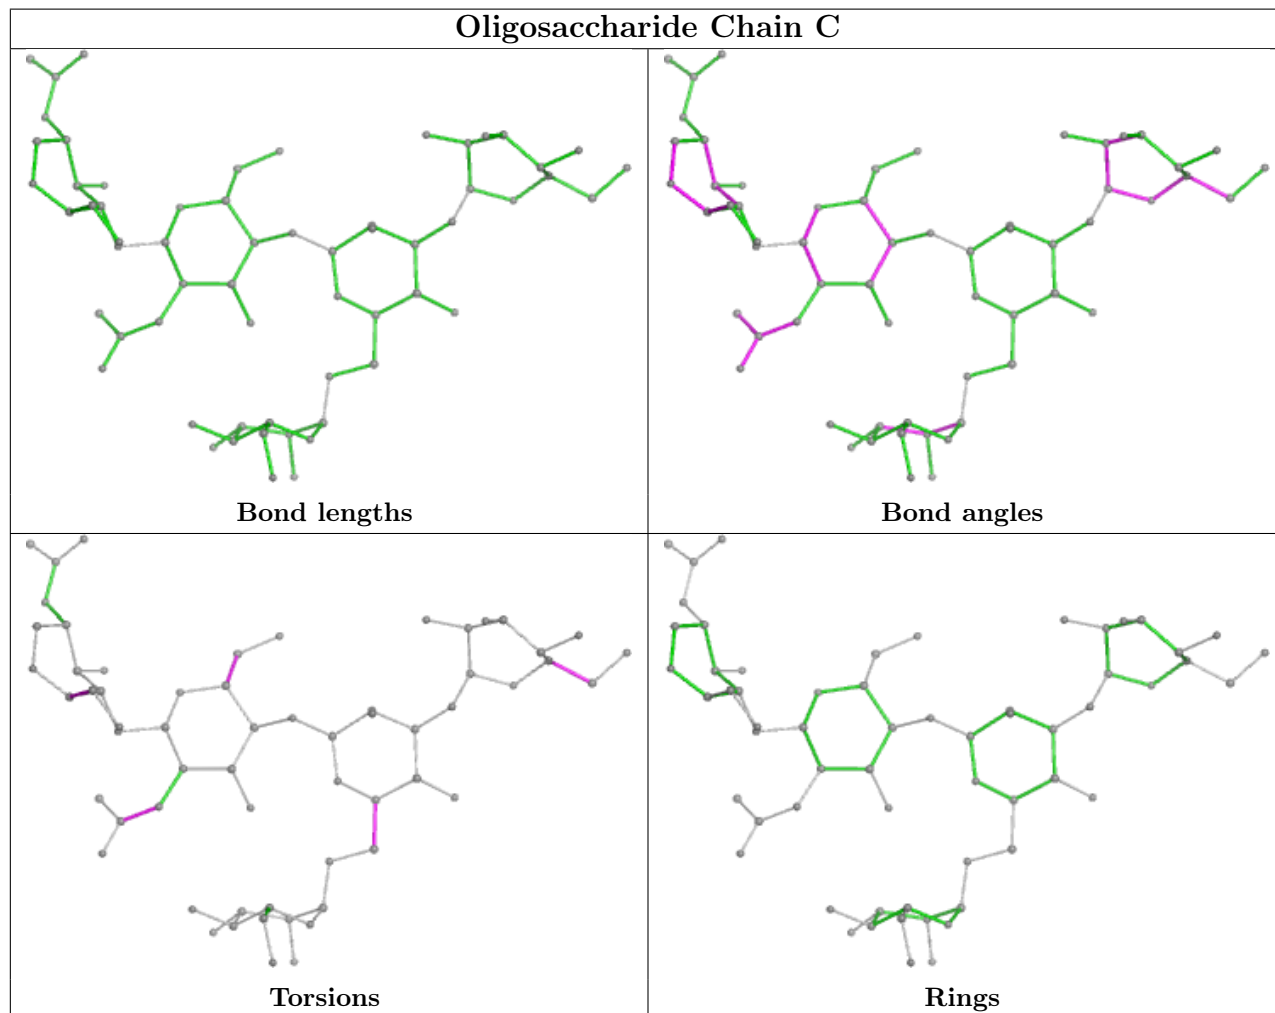 Oligosaccharide Chain C
Bond lengths
Bond angles
Torsions
Rings